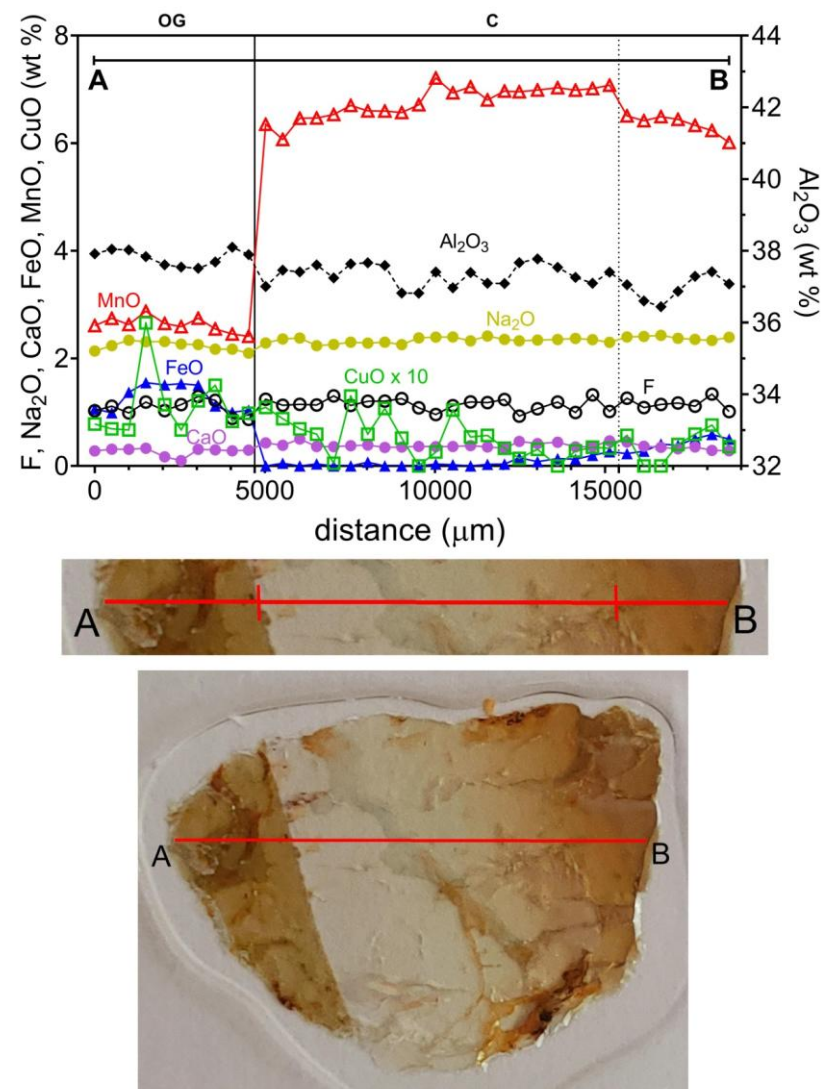 OG C
8 44
A B
42
6
40
Al₂O₃
4 38
MnO
Na₂O
36
2 FeO CuO x 10 F 34
CaO
0 32
0 5000 10000 15000
distance (μm)
F, Na₂O, CaO, FeO, MnO, CuO (wt %)
Al₂O₃ (wt %)
A B
A B